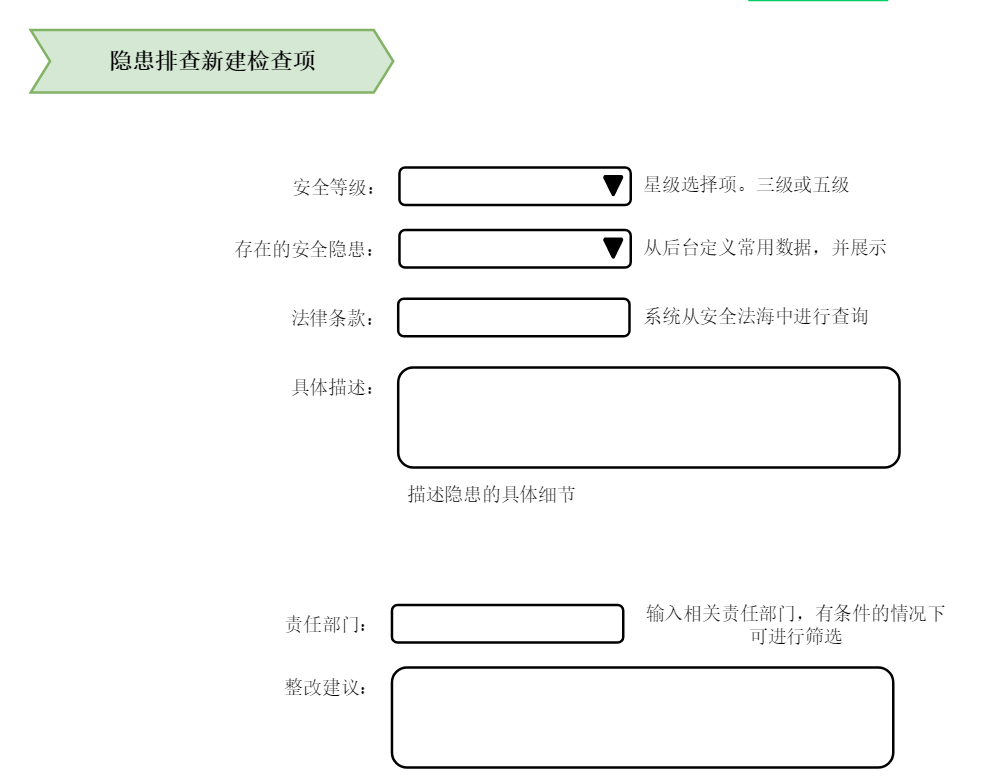 隐患排查新建检查项
安全等级： 星级选择项。三级或五级
存在的安全隐患： 从后台定义常用数据，并展示
法律条款： 系统从安全法海中进行查询
具体描述：
描述隐患的具体细节
责任部门： 输入相关责任部门，有条件的情况下
可进行筛选
整改建议：